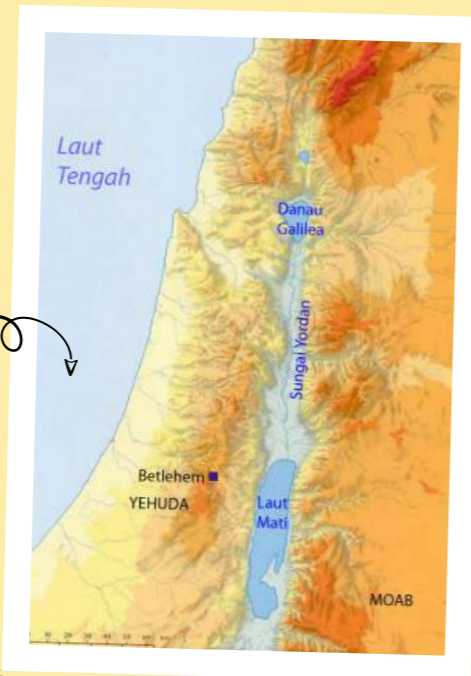 Laut
Tengah
Danau
Galilea
Sungai Yordan
Betlehem
YEHUDA
Laut
Mati
MOAB